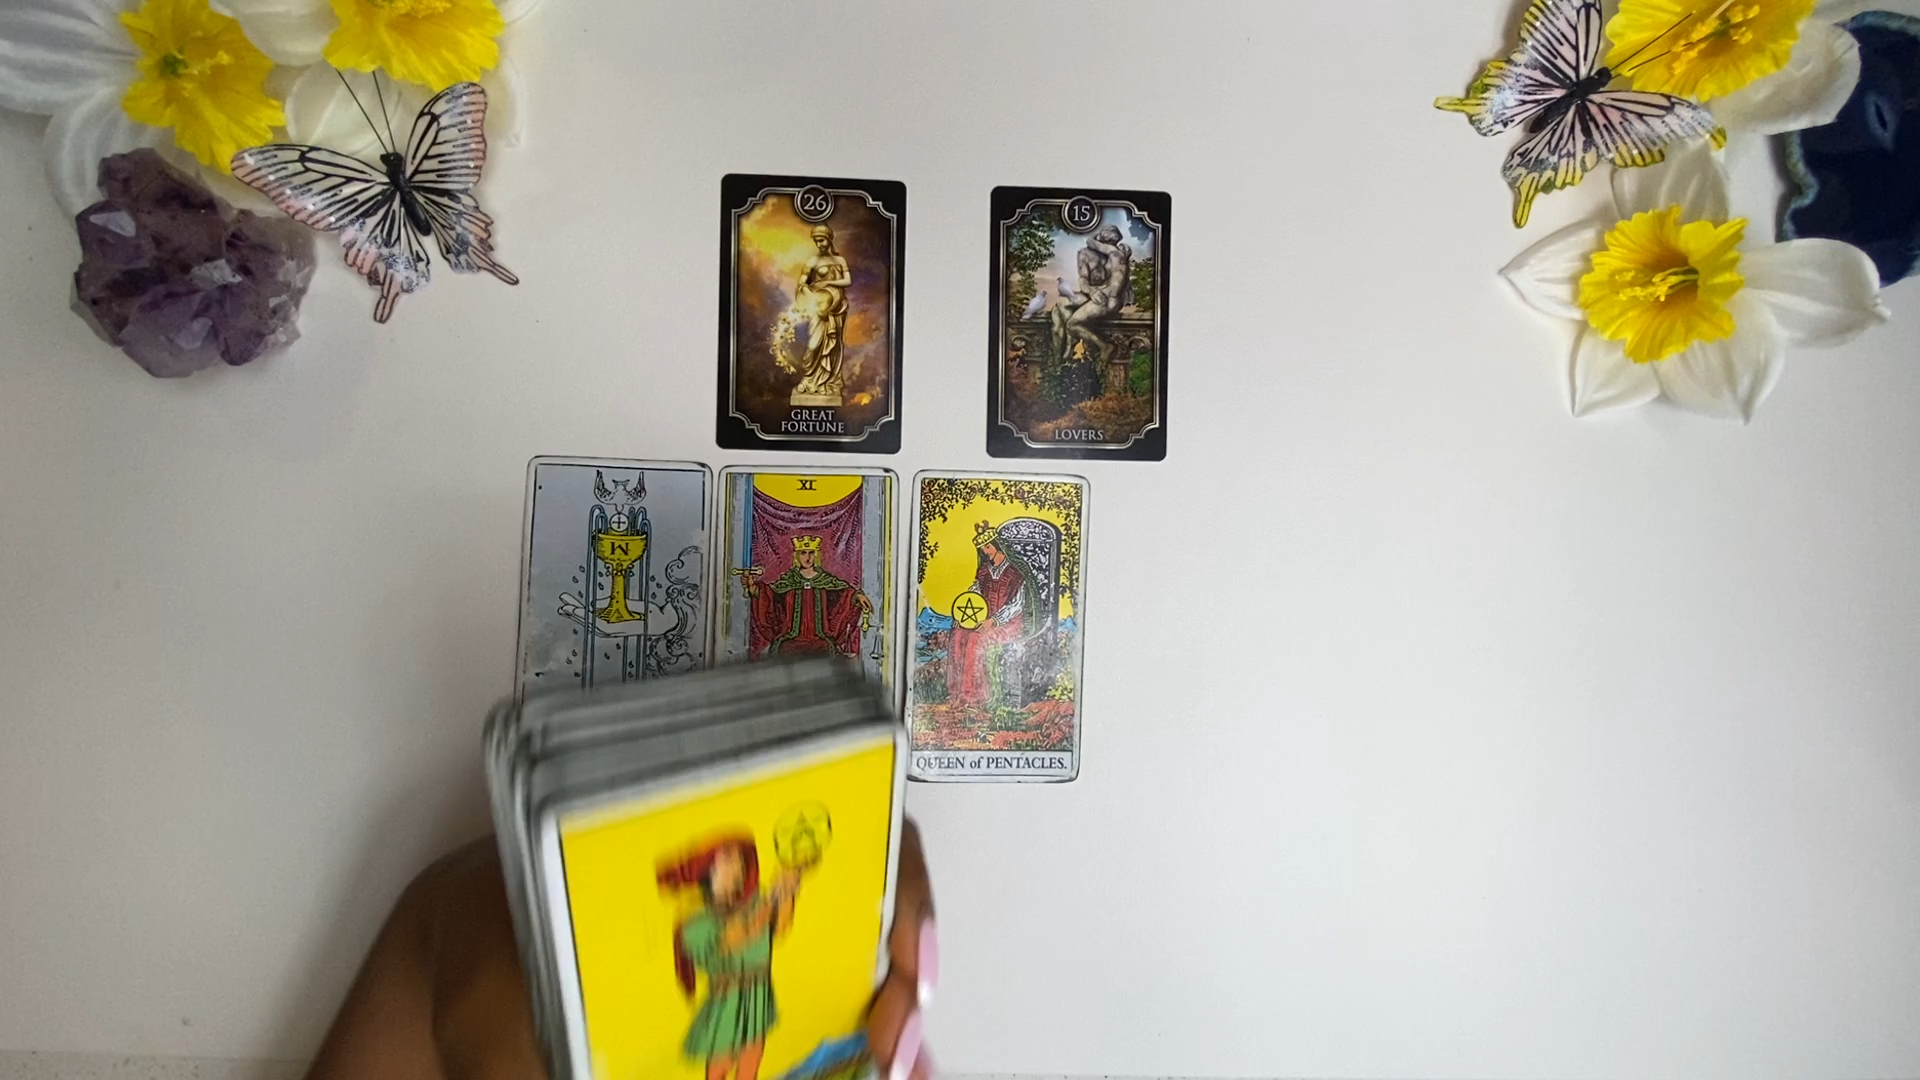 26
GREAT
FORTUNE
15
LOVERS
M
XI
QUEEN of PENTACLES.